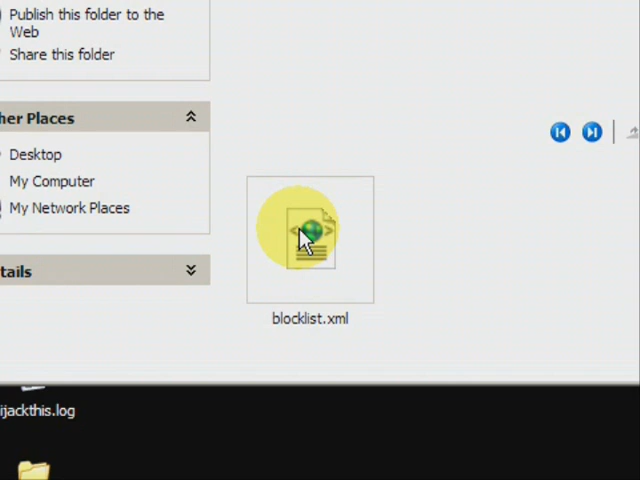 Publish this folder to the
Web
Share this folder
her Places
Desktop
My Computer
My Network Places
tails
blocklist.xml
ijackthis.log